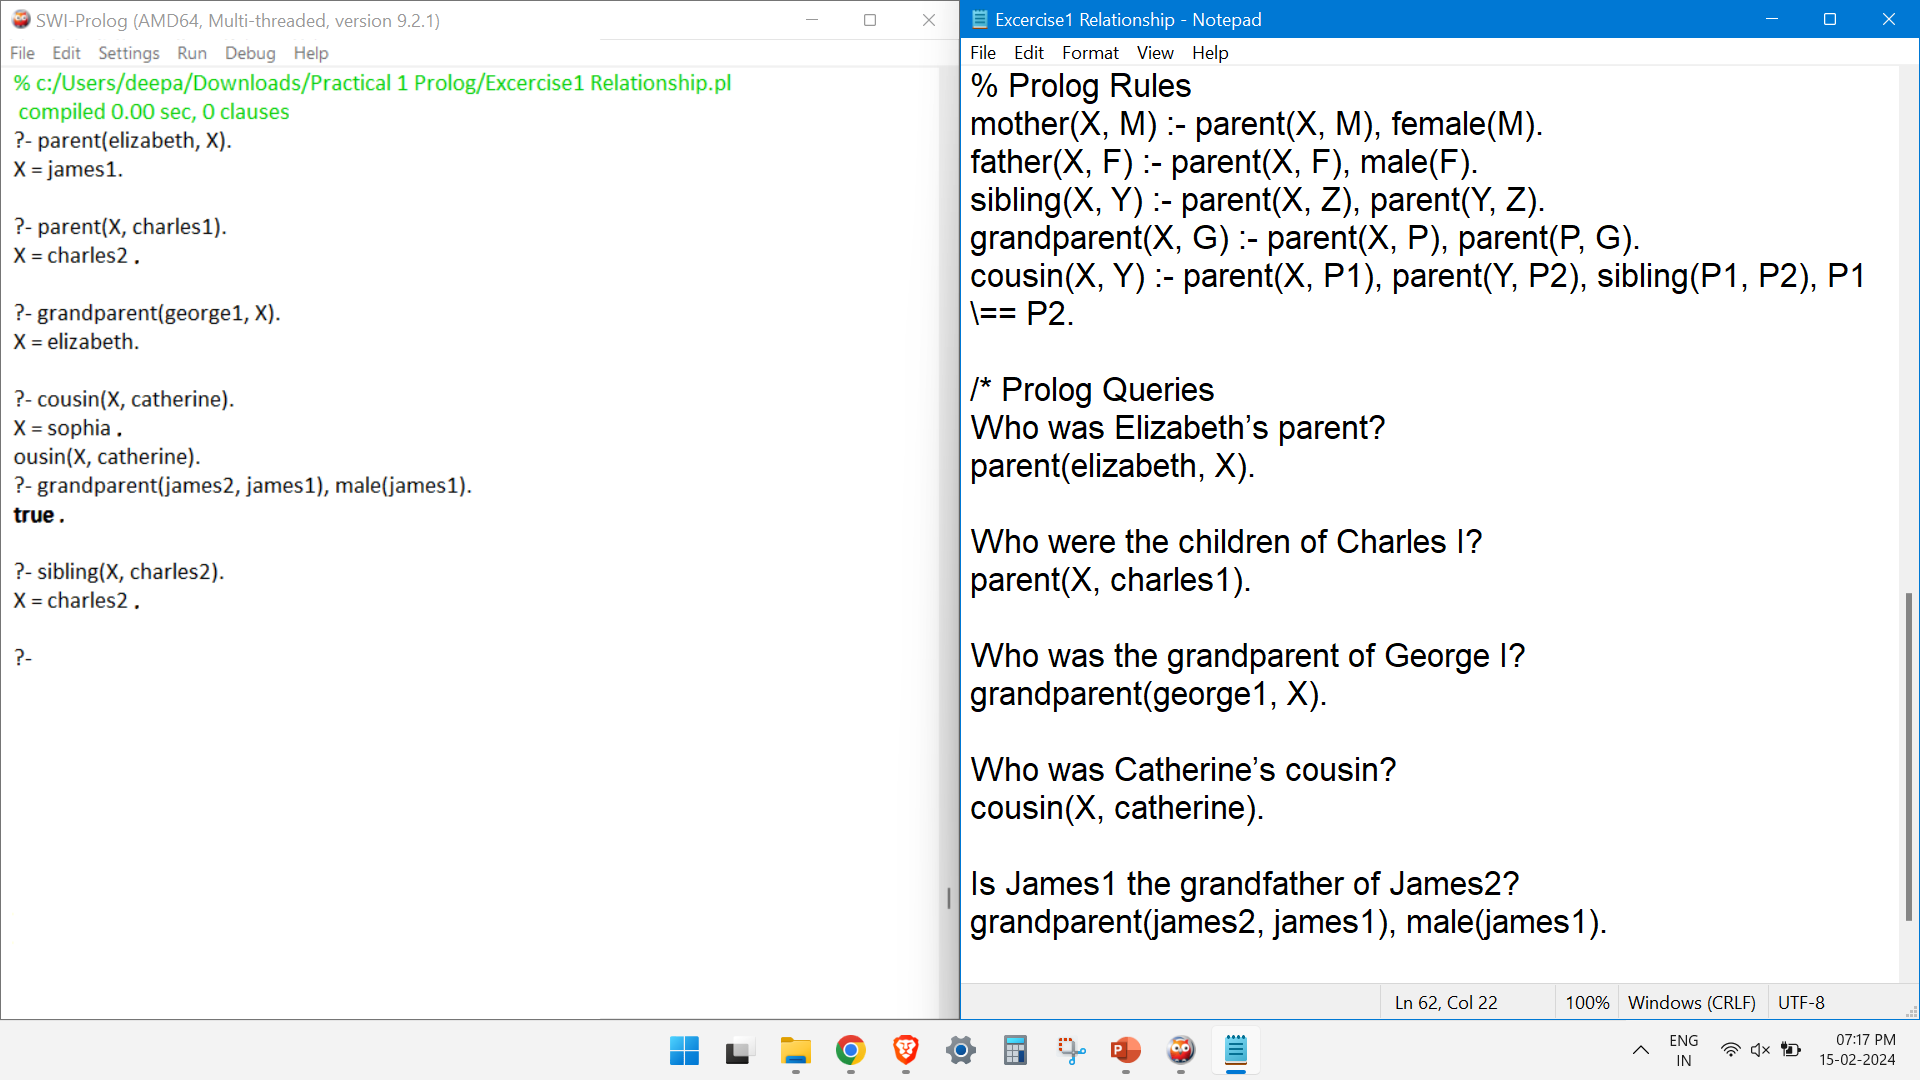 SWI-Prolog (AMD64, Multi-threaded, version 9.2.1)
File Edit Settings Run Debug Help
% c:/Users/deepa/Downloads/Practical 1 Prolog/Excercise1 Relationship.pl
compiled 0.00 sec, 0 clauses
?- parent(elizabeth, X).
X = james1.
?- parent(X, charles1).
X = charles2 .
?- grandparent(george1, X).
X = elizabeth.
?- cousin(X, catherine).
X = sophia .
ousin(X, catherine).
?- grandparent(james2, james1), male(james1).
true .
?- sibling(X, charles2).
X = charles2 .
?-
Excercise1 Relationship - Notepad
File Edit Format View Help
% Prolog Rules
mother(X, M) :- parent(X, M), female(M).
father(X, F) :- parent(X, F), male(F).
sibling(X, Y) :- parent(X, Z), parent(Y, Z).
grandparent(X, G) :- parent(X, P), parent(P, G).
cousin(X, Y) :- parent(X, P1), parent(Y, P2), sibling(P1, P2), P1
\== P2.
/* Prolog Queries
Who was Elizabeth’s parent?
parent(elizabeth, X).
Who were the children of Charles I?
parent(X, charles1).
Who was the grandparent of George I?
grandparent(george1, X).
Who was Catherine’s cousin?
cousin(X, catherine).
Is James1 the grandfather of James2?
grandparent(james2, james1), male(james1).
Ln 62, Col 22 100% Windows (CRLF) UTF-8
ENG
IN
07:17 PM
15-02-2024